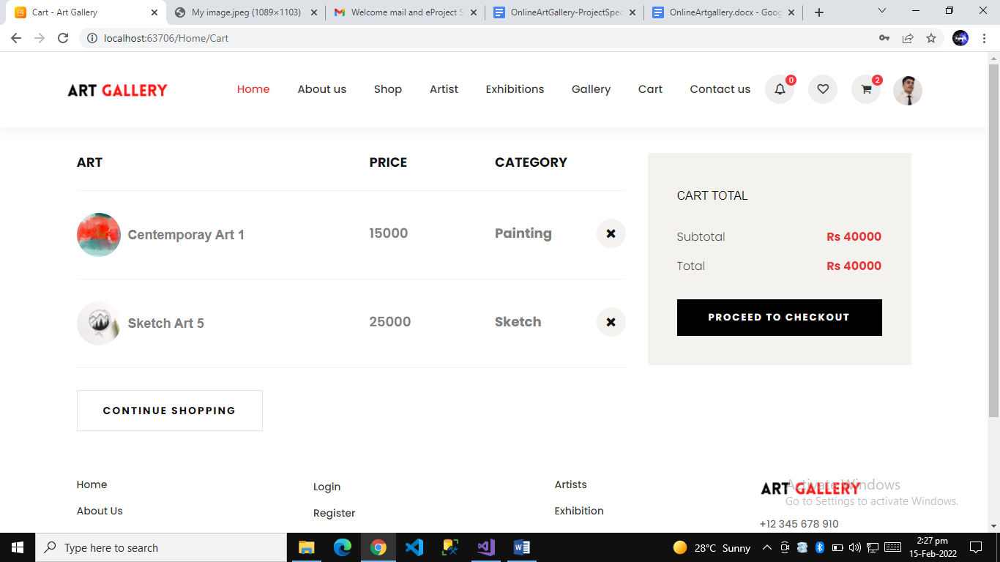 Cart - Art Gallery
My image.jpeg (1089×1103)
Welcome mail and eProject S
OnlineArtGallery-ProjectSpec
OnlineArtgallery.docx - Goog
localhost:63706/Home/Cart
ART GALLERY
Home About us Shop Artist Exhibitions Gallery Cart Contact us 0 2
ART PRICE CATEGORY
Centemporay Art 1 15000 Painting
Sketch Art 5 25000 Sketch
CONTINUE SHOPPING
CART TOTAL
Subtotal Rs 40000
Total Rs 40000
PROCEED TO CHECKOUT
Home
About Us
Login
Register
Artists
Exhibition
ART GALLERY
+12 345 678 910
Activate Windows
Go to Settings to activate Windows.
Type here to search
28°C Sunny
2:27 pm
15-Feb-2022